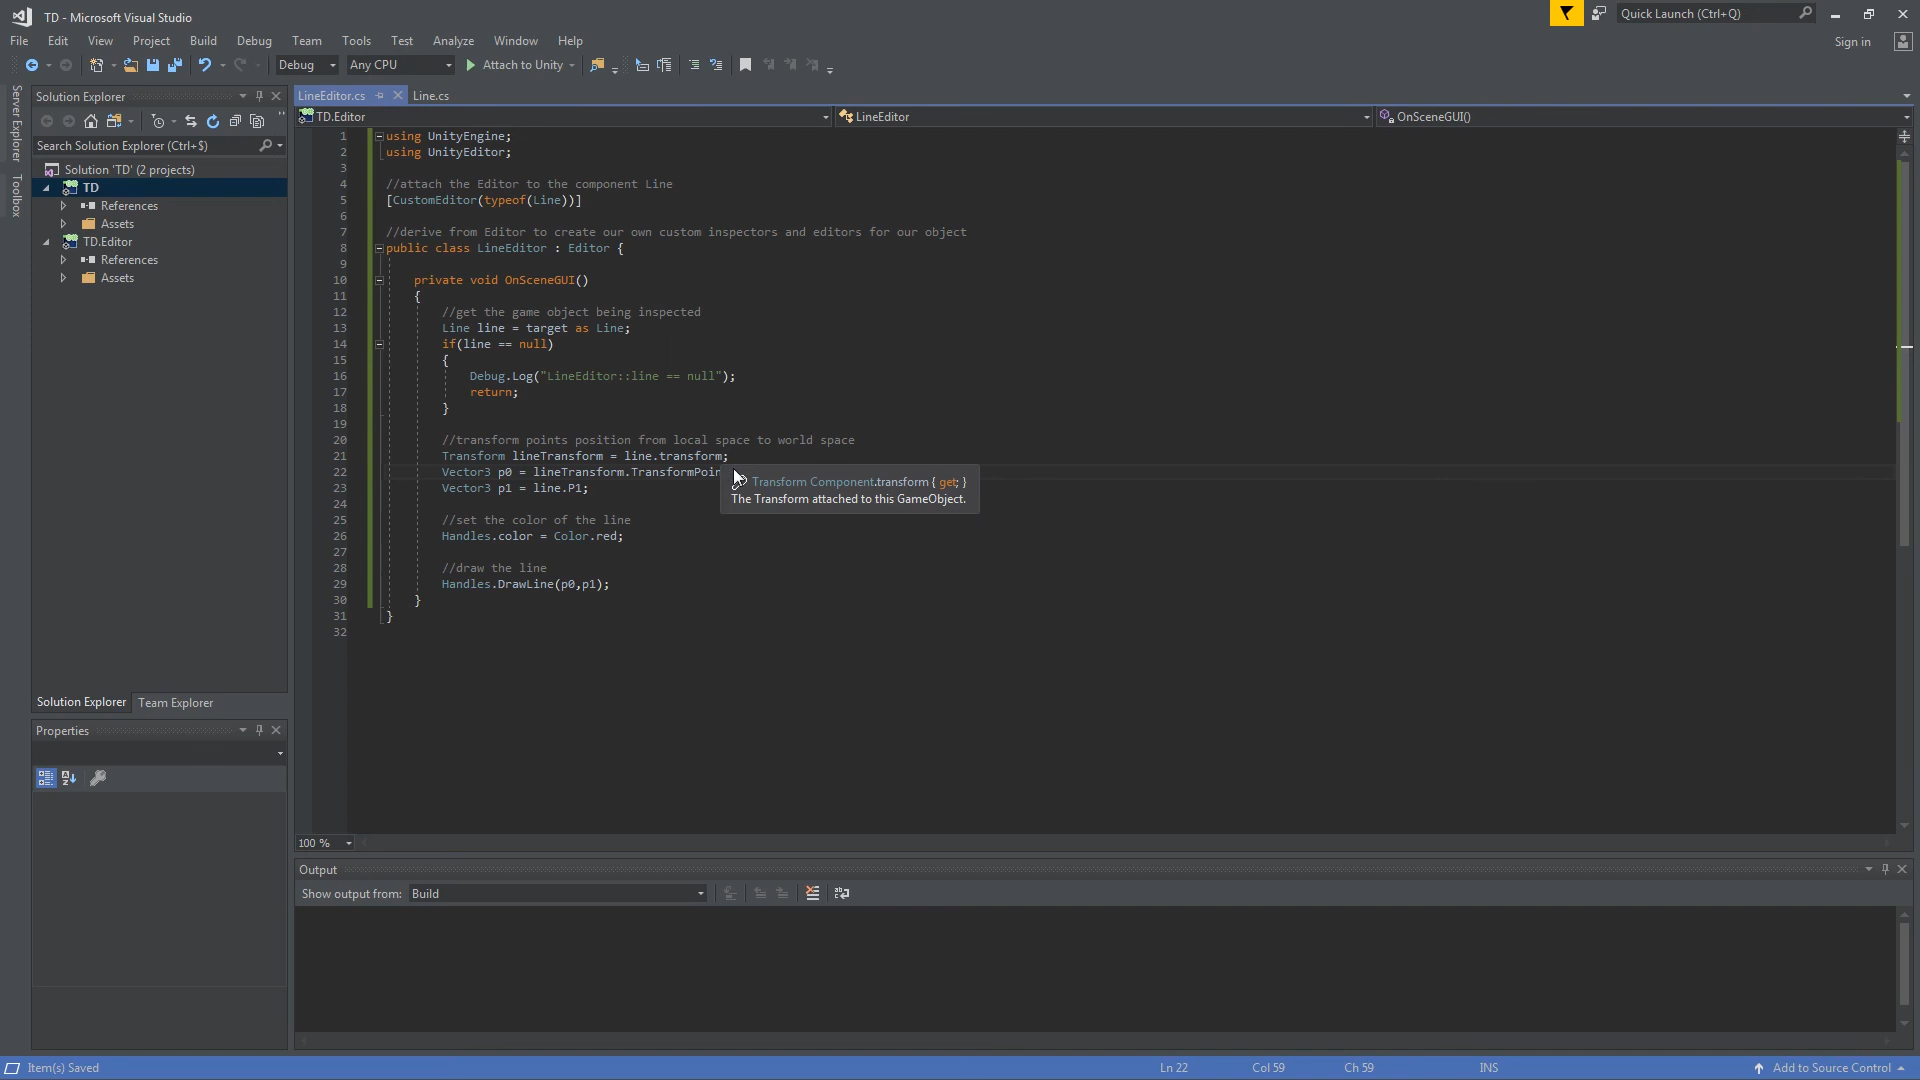 TD - Microsoft Visual Studio
Quick Launch (Ctrl+Q)
File Edit View Project Build Debug Team Tools Test Analyze Window Help
Sign in
Debug Any CPU Attach to Unity
Server Explorer
Toolbox
Solution Explorer
LineEditor.cs Line.cs
TD.Editor LineEditor OnSceneGUI()
Search Solution Explorer (Ctrl+$)
Solution 'TD' (2 projects)
TD
References
Assets
TD.Editor
References
Assets
1 using UnityEngine;
2 using UnityEditor;
3
4 //attach the Editor to the component Line
5 [CustomEditor(typeof(Line))]
6
7 //derive from Editor to create our own custom inspectors and editors for our object
8 public class LineEditor : Editor {
9
10 private void OnSceneGUI()
11 {
12 //get the game object being inspected
13 Line line = target as Line;
14 if(line == null)
15 {
16 Debug.Log("LineEditor::line == null");
17 return;
18 }
19
20 //transform points position from local space to world space
21 Transform lineTransform = line.transform;
22 Vector3 p0 = lineTransform.TransformPoin
23 Vector3 p1 = line.P1;
24
25 //set the color of the line
26 Handles.color = Color.red;
27
28 //draw the line
29 Handles.DrawLine(p0,p1);
30 }
31 }
32
Transform Component.transform { get; }
The Transform attached to this GameObject.
Solution Explorer Team Explorer
Properties
100 %
Output
Show output from: Build
Item(s) Saved
Ln 22 Col 59 Ch 59 INS
Add to Source Control